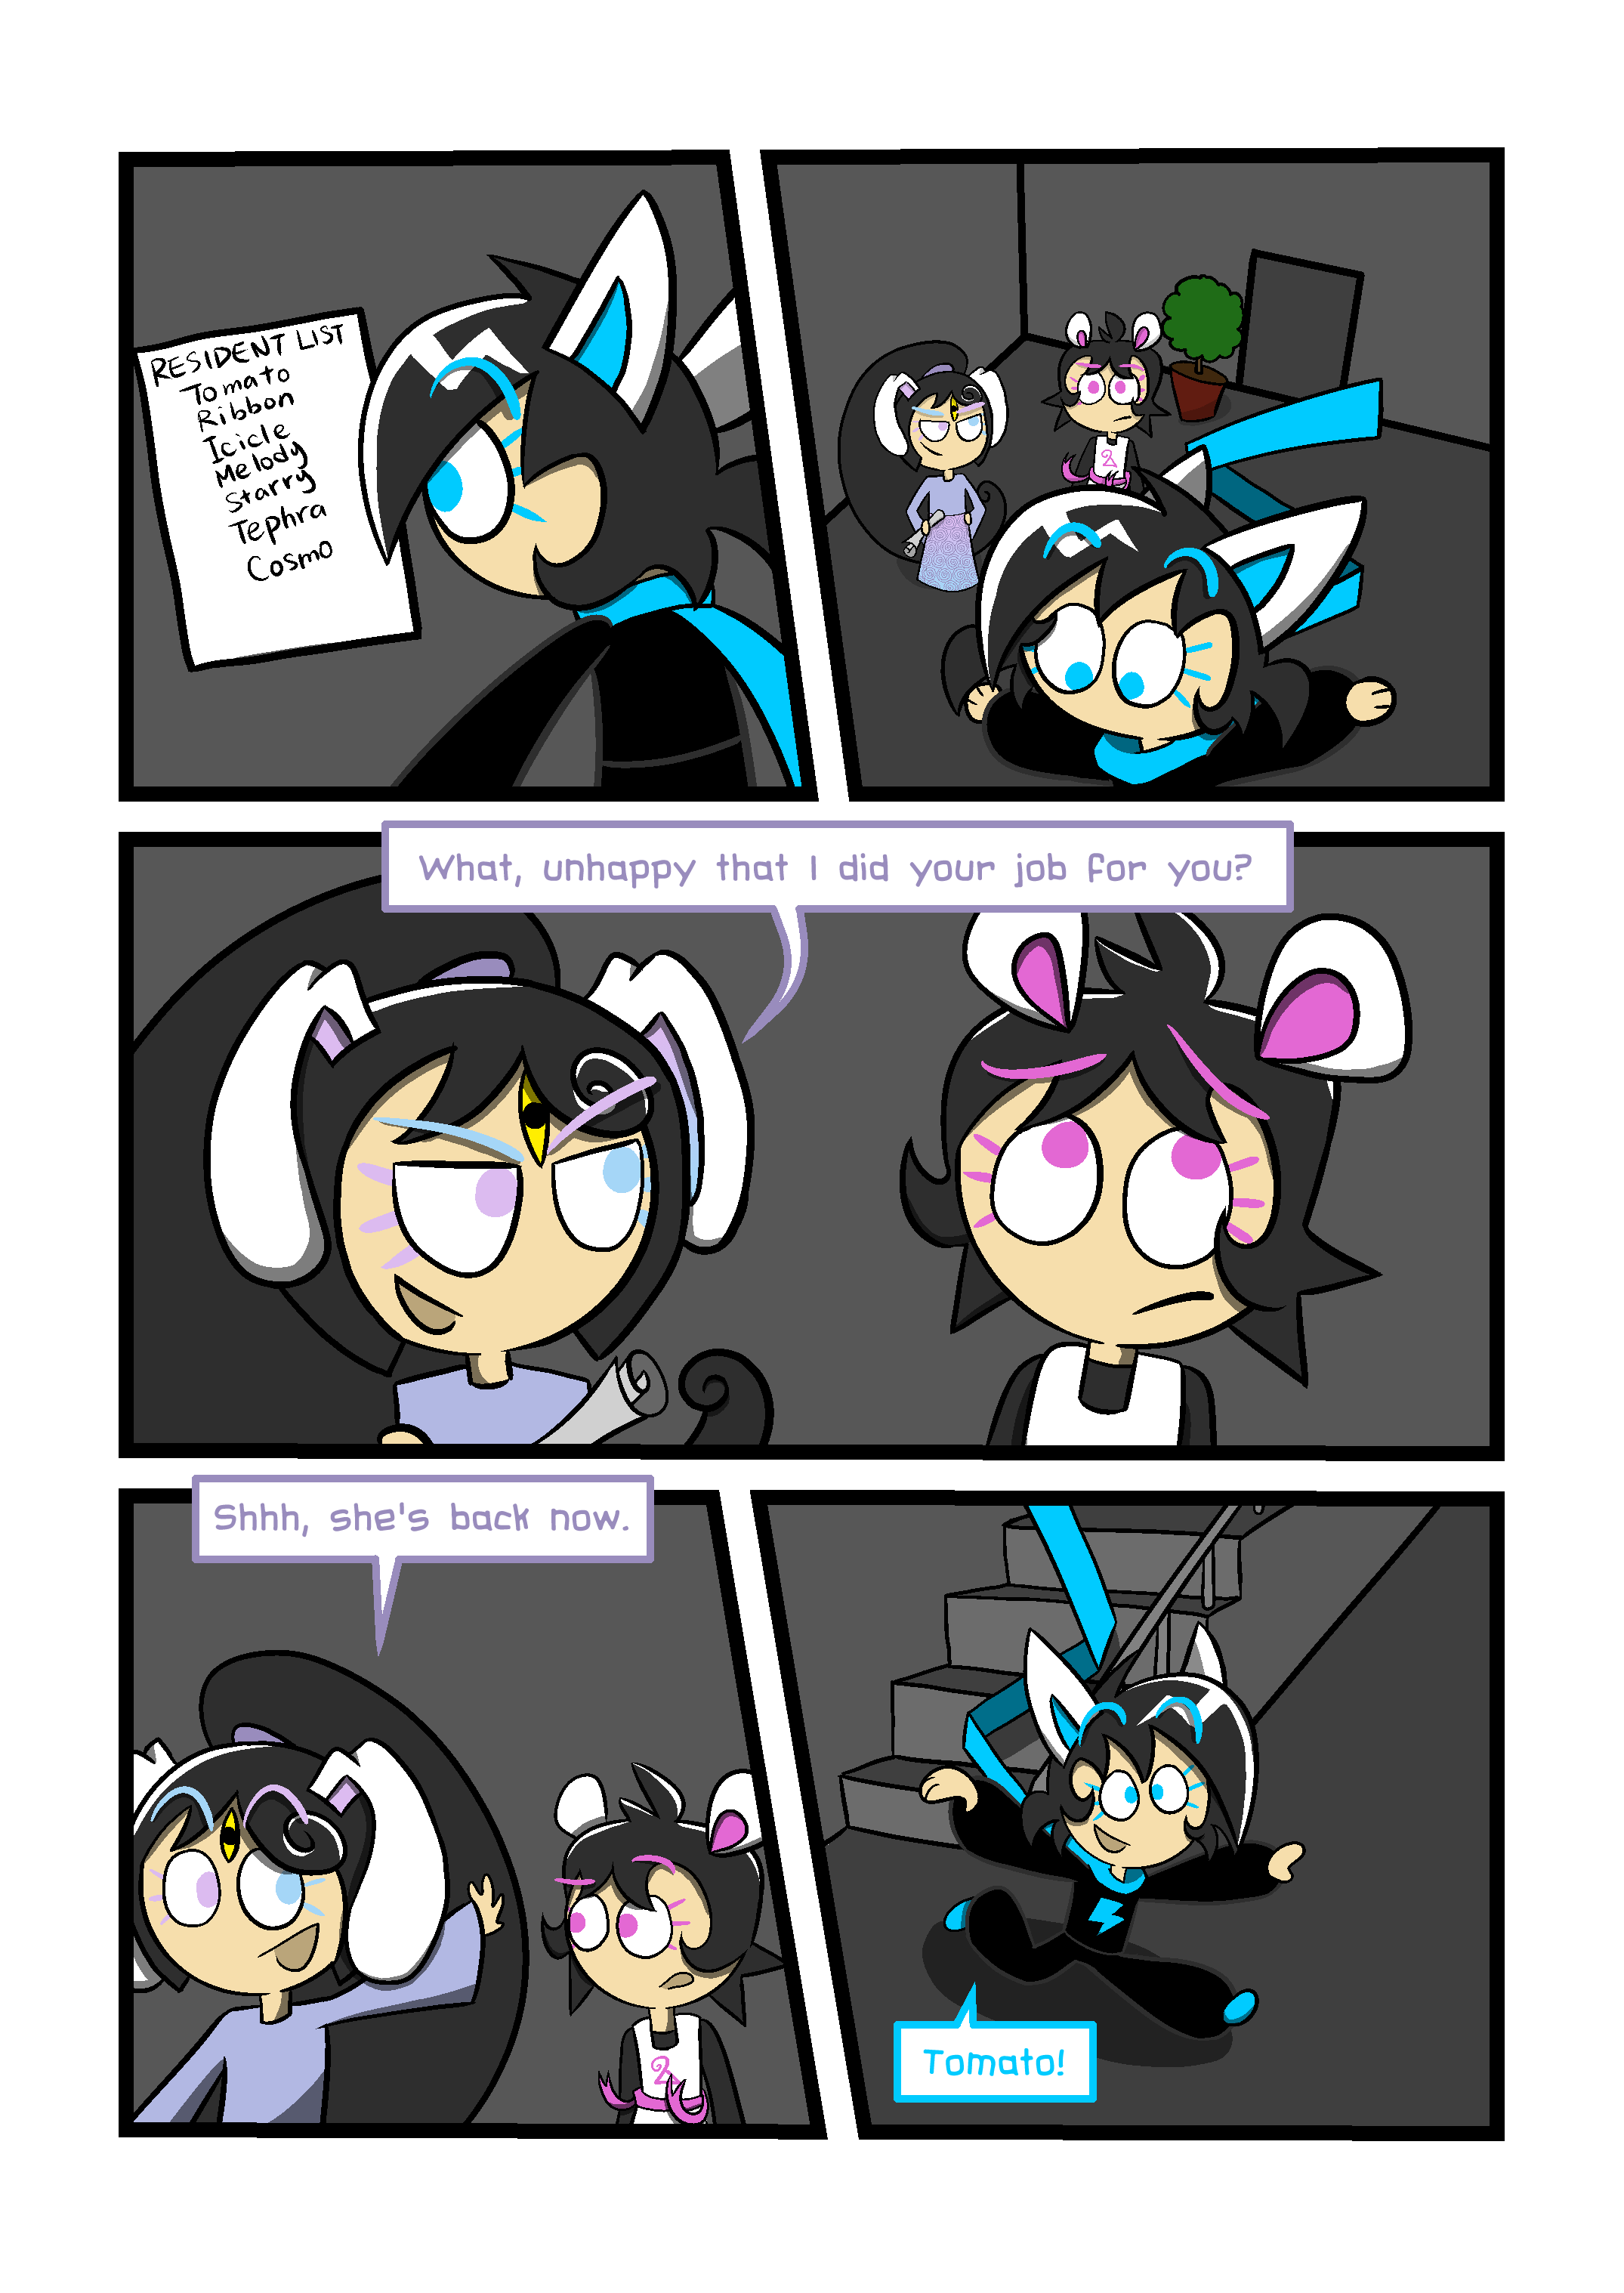 RESIDENT LIST
Tomato
Ribbon
Icicle
Melody
Starry
Tephra
Cosmo
What, unhappy that I did your job for you?
Shhh, she's back now.
Tomato!